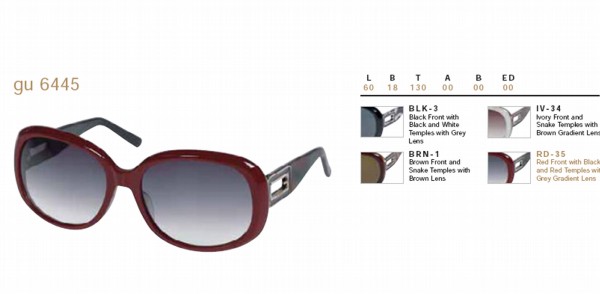 gu 6445
L B T A B ED
60 18 130 00 00 00
BLK-3
Black Front with
Black and White
Temples with Grey
Lens
IV-34
Ivory Front and
Snake Temples with
Brown Gradient Lens
BRN-1
Brown Front and
Snake Temples with
Brown Lens
RD-35
Red Front with Black
and Red Temples with
Grey Gradient Lens